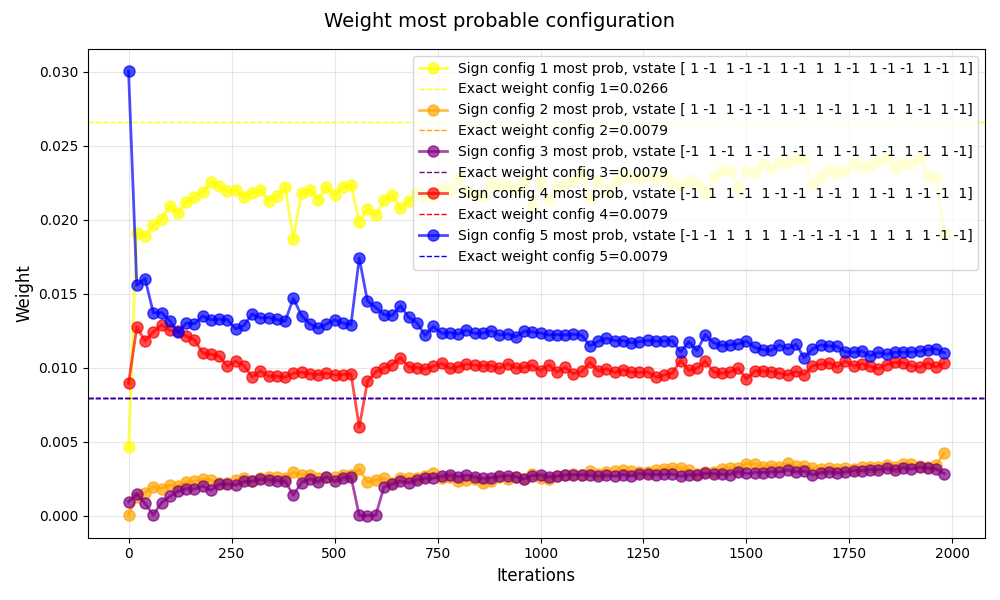 Weight most probable configuration
Sign config 1 most prob, vstate [ 1 -1  1 -1 -1  1 -1  1  1 -1  1 -1 -1  1 -1  1]
Exact weight config 1=0.0266
Sign config 2 most prob, vstate [ 1 -1  1 -1  1 -1  1 -1  1 -1  1 -1  1  1 -1 -1]
Exact weight config 2=0.0079
Sign config 3 most prob, vstate [-1  1 -1  1 -1  1 -1  1 -1  1 -1  1 -1  1  1 -1]
Exact weight config 3=0.0079
Sign config 4 most prob, vstate [-1  1 -1  1  1 -1  1 -1  1 -1  1 -1 -1  1 -1  1]
Exact weight config 4=0.0079
Sign config 5 most prob, vstate [-1 -1  1  1  1  1 -1 -1 -1 -1  1  1  1  1 -1 -1]
Exact weight config 5=0.0079
Weight
0.030
0.025
0.020
0.015
0.010
0.005
0.000
0 250 500 750 1000 1250 1500 1750 2000
Iterations